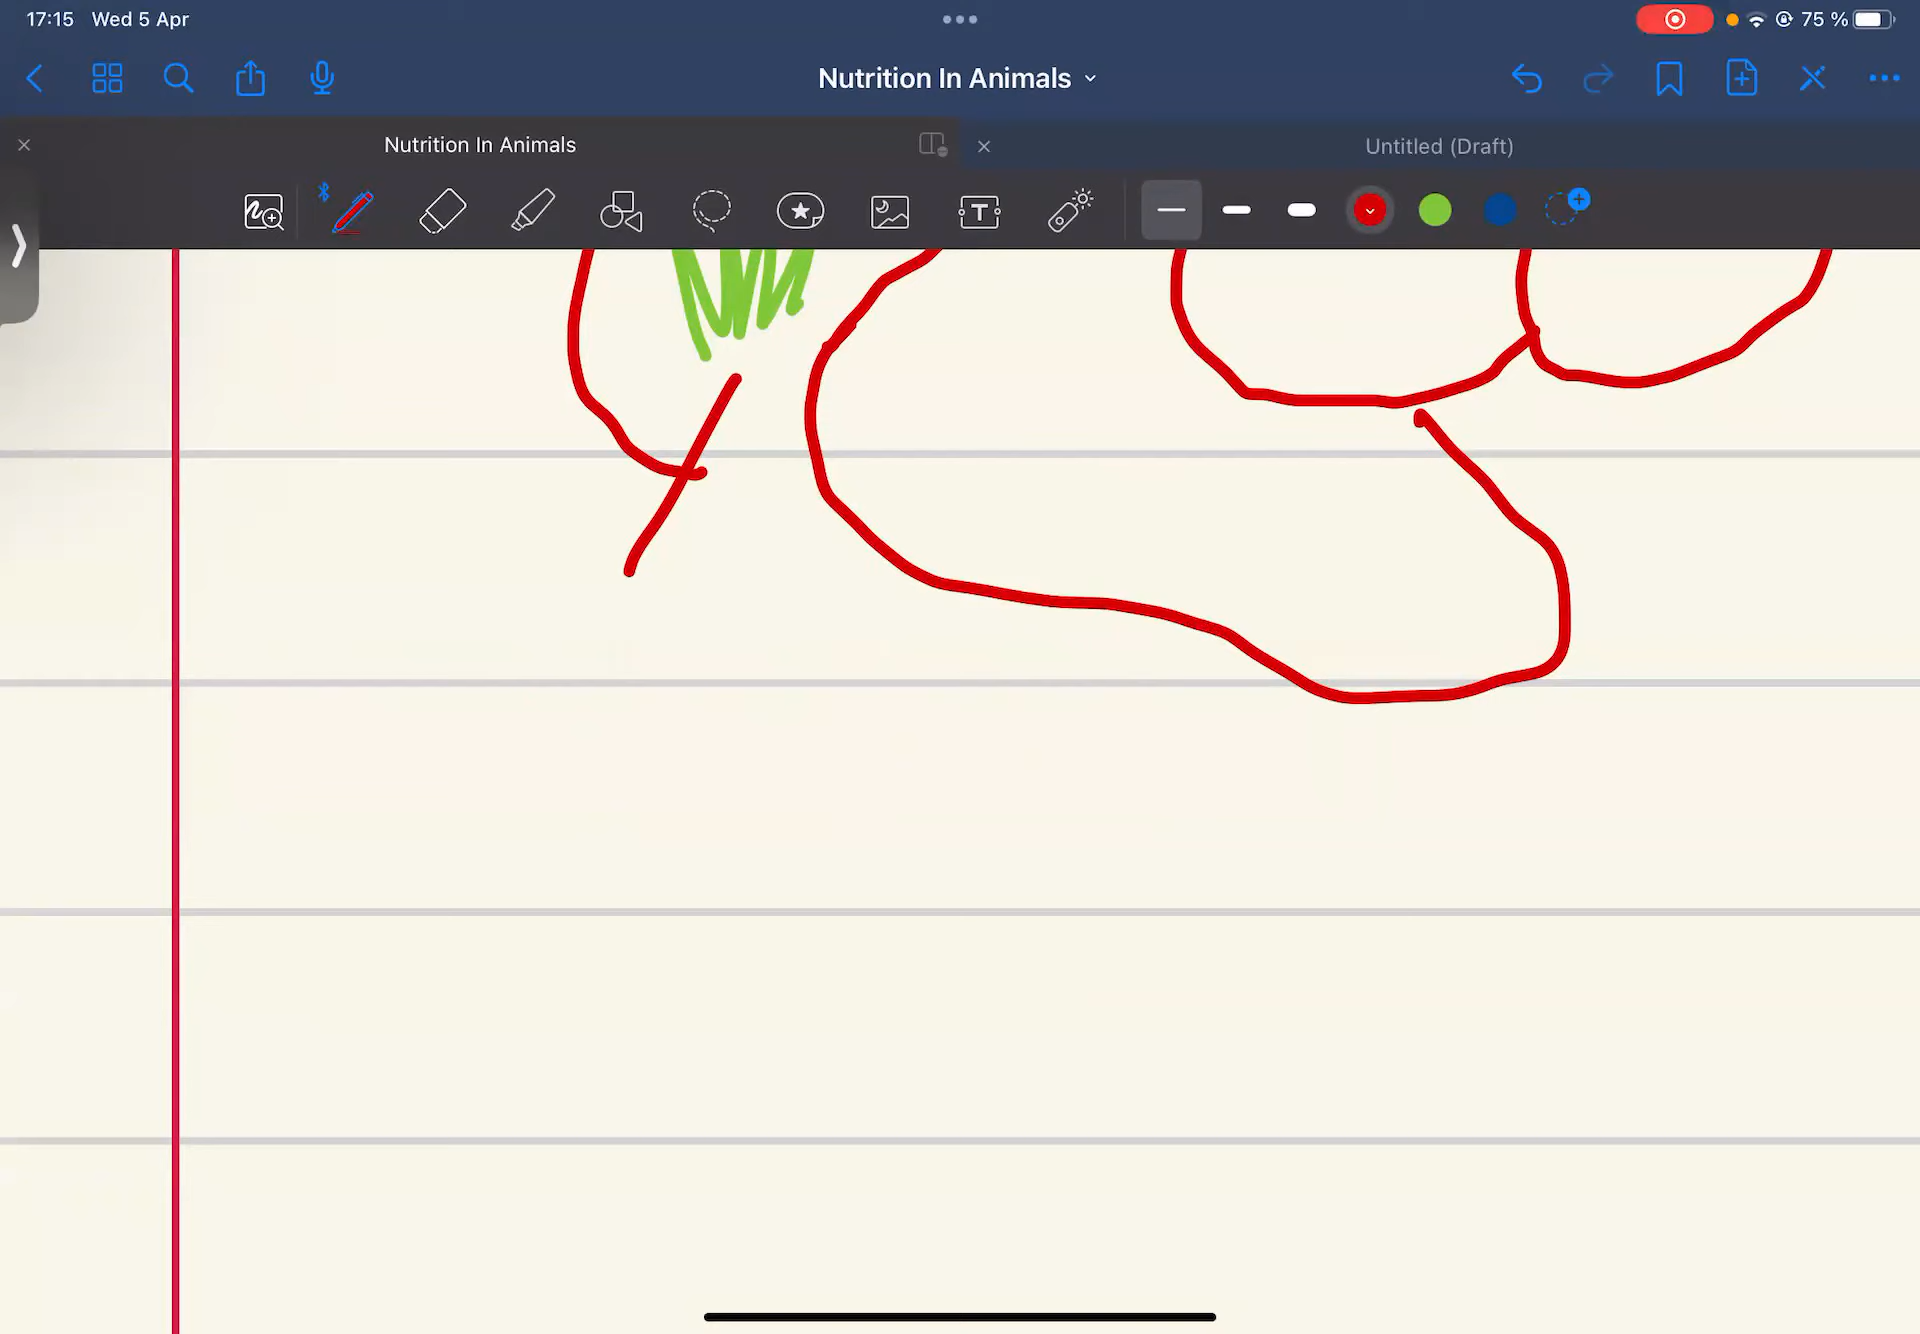 17:15 Wed 5 Apr
75 %
Nutrition In Animals
Nutrition In Animals
Untitled (Draft)